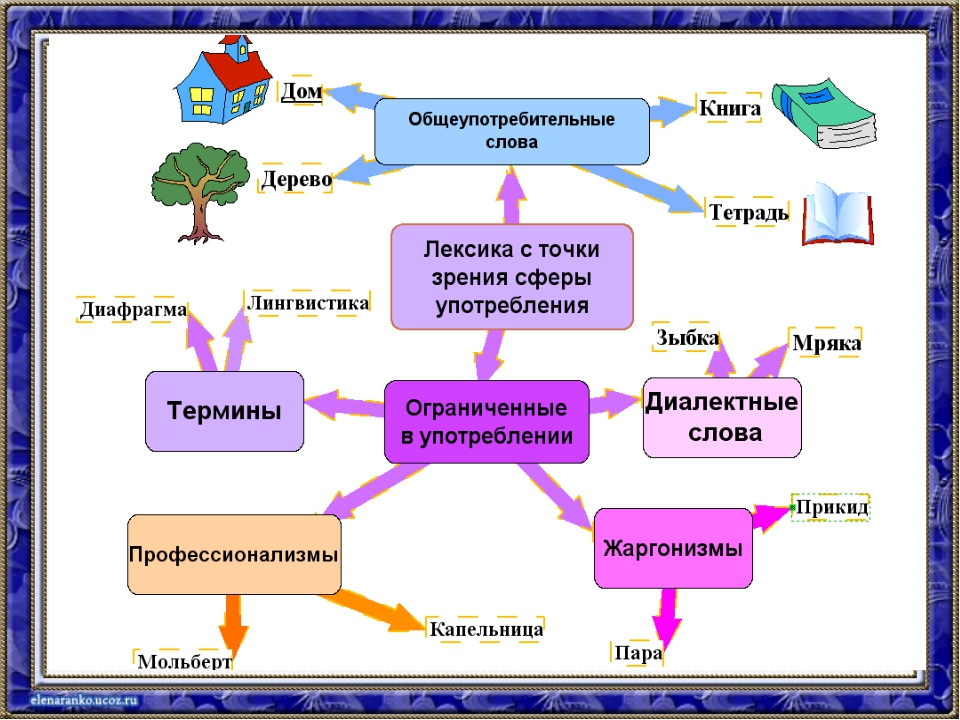 Дом
Общеупотребительные
слова
Книга
Дерево
Тетрадь
Лексика с точки
зрения сферы
употребления
Диафрагма
Лингвистика
Зыбка
Мряка
Термины
Ограниченные
в употреблении
Диалектные
слова
Прикид
Профессионализмы
Жаргонизмы
Капельница
Мольберт
Пара
elenaranko.ucoz.ru